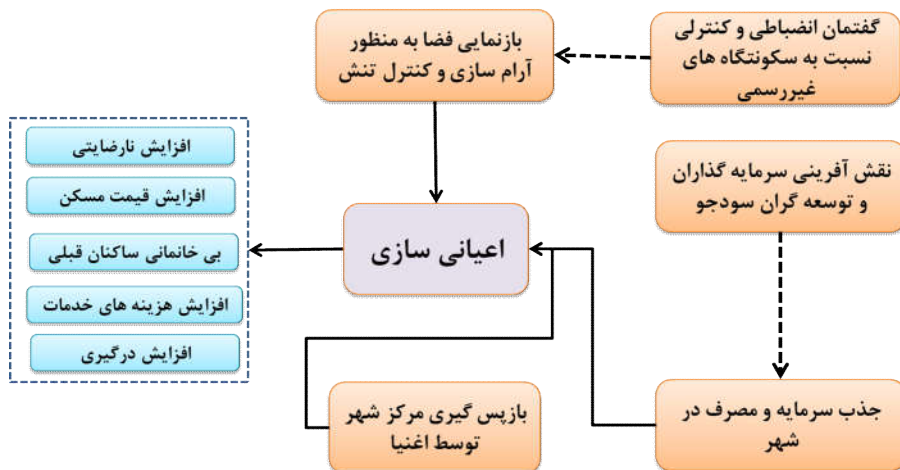 گفتمان انضباطی و کنترلی
نسبت به سکونتگاه های
غیررسمی
بازنمایی فضا به منظور
آرام سازی و کنترل تنش
نقش آفرینی سرمایه گذاران
و توسعه گران سودجو
اعیانی سازی
افزایش نارضایتی
افزایش قیمت مسکن
بی خانمانی ساکنان قبلی
افزایش هزینه های خدمات
افزایش درگیری
جذب سرمایه و مصرف در
شهر
بازپس گیری مرکز شهر
توسط اغنیا